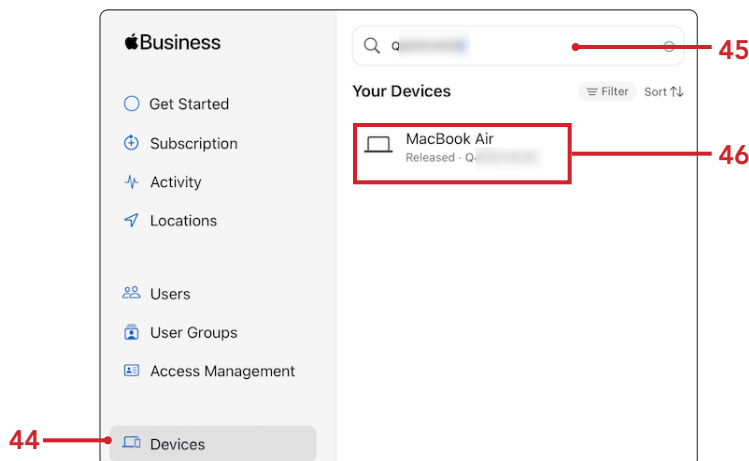 Business
Get Started
Subscription
Activity
Locations
Users
User Groups
Access Management
44
Devices
Q
45
Your Devices
Filter
Sort
MacBook Air
Released · Q
46